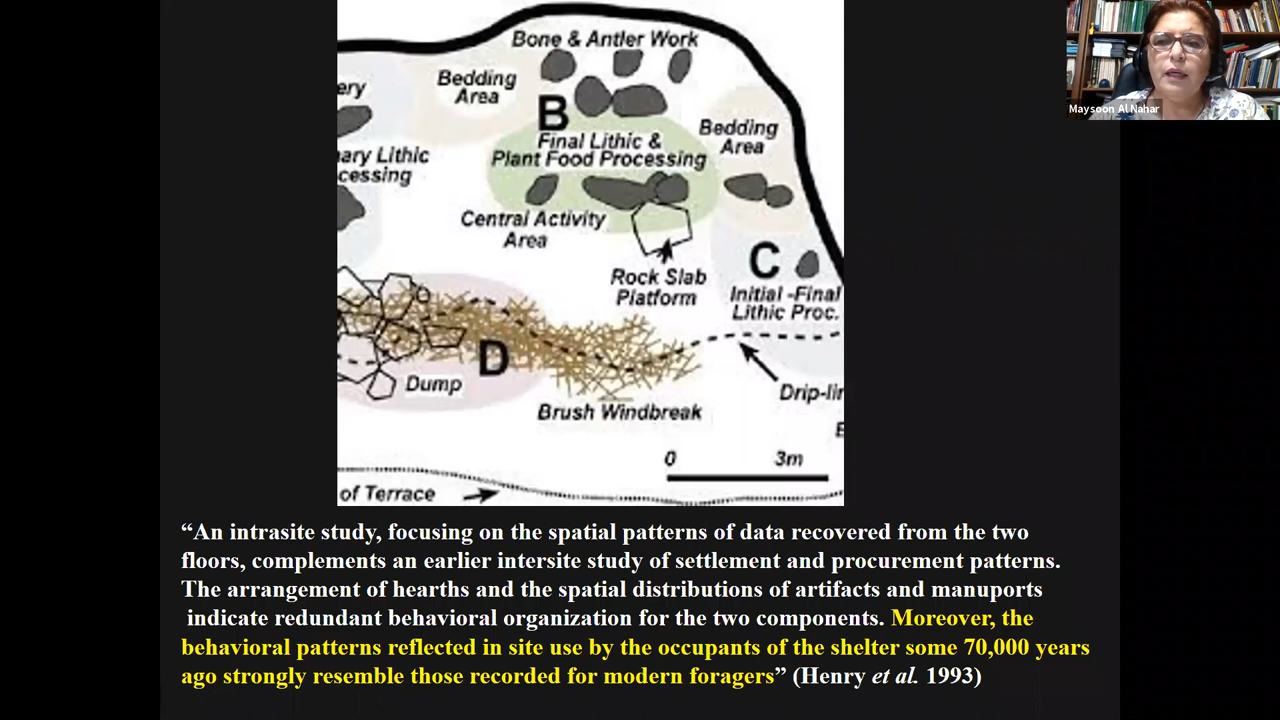 Maysoon Al Nahar
Bone & Antler Work
Bedding
Area
ery
B
Final Lithic &
Plant Food Processing
Bedding
Area
ary Lithic
cessing
Central Activity
Area
Rock Slab
Platform
C
Initial -Final
Lithic Proc.
D
Dump
Brush Windbreak
Drip-lin
E
0 3m
of Terrace
“An intrasite study, focusing on the spatial patterns of data recovered from the two
floors, complements an earlier intersite study of settlement and procurement patterns.
The arrangement of hearths and the spatial distributions of artifacts and manuports
indicate redundant behavioral organization for the two components. Moreover, the
behavioral patterns reflected in site use by the occupants of the shelter some 70,000 years
ago strongly resemble those recorded for modern foragers” (Henry et al. 1993)